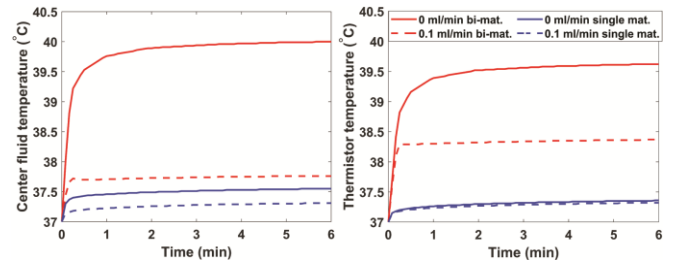 Center fluid temperature (°C)
40
39.5
39
38.5
38
37.5
37
0 1 2 3 4 5 6
Time (min)
Thermistor temperature (°C)
40.5
40
39.5
39
38.5
38
37.5
37
0 1 2 3 4 5 6
Time (min)
0 ml/min bi-mat. 0 ml/min single mat.
0.1 ml/min bi-mat. 0.1 ml/min single mat.